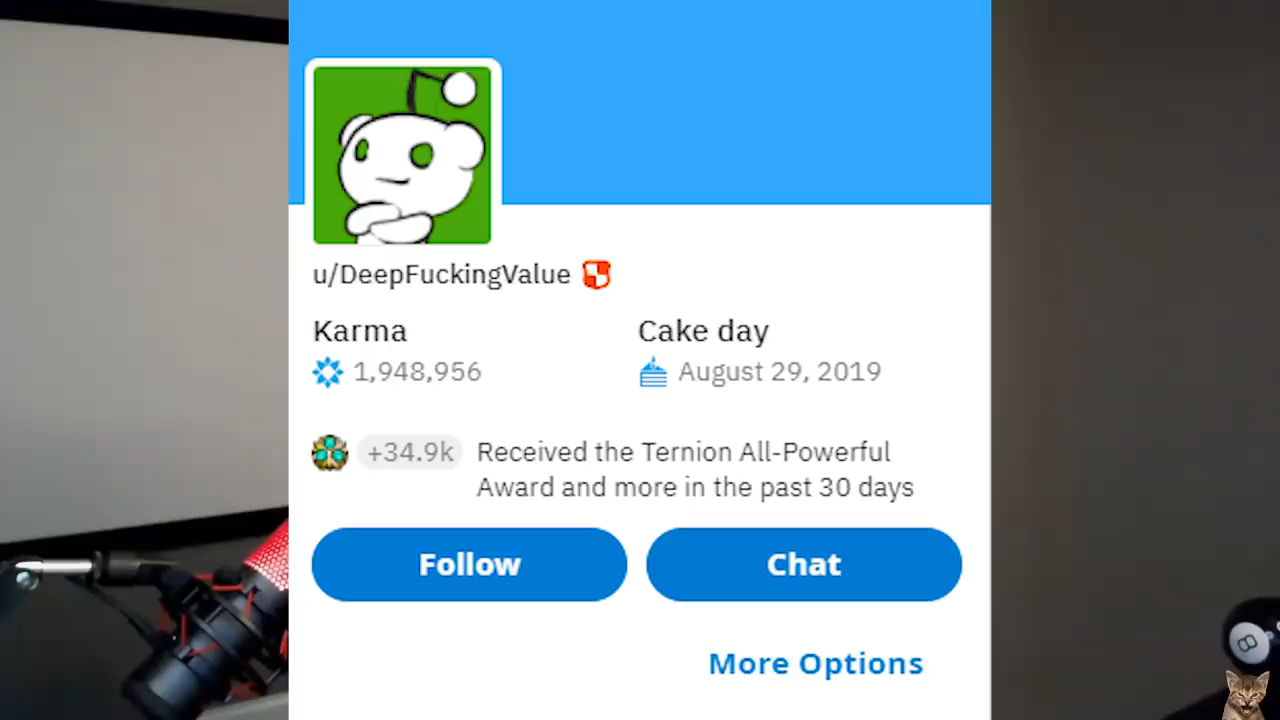 u/DeepFuckingValue
Karma
Cake day
1,948,956
August 29, 2019
+34.9k
Received the Ternion All-Powerful
Award and more in the past 30 days
Follow
Chat
More Options
8